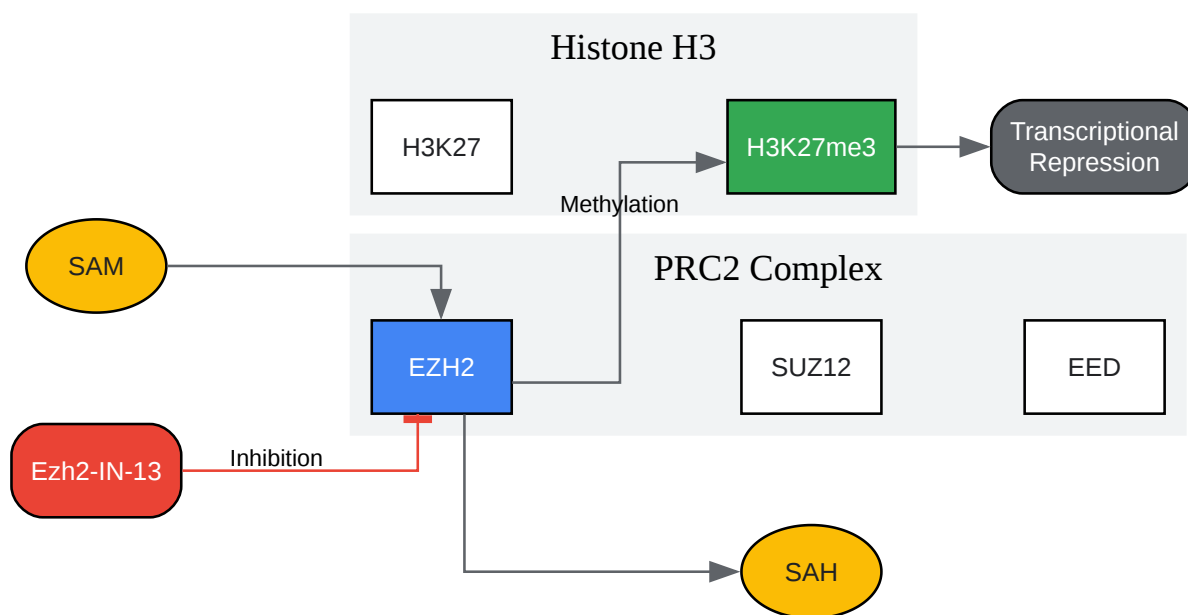 Histone H3
H3K27
H3K27me3
Transcriptional
Repression
Methylation
SAM
PRC2 Complex
EZH2
SUZ12
EED
Ezh2-IN-13
Inhibition
SAH